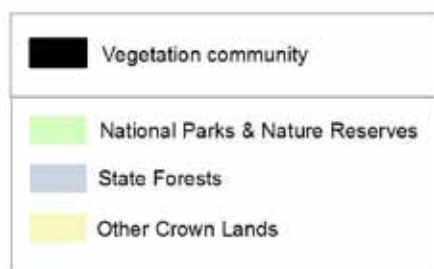 Vegetation community
National Parks & Nature Reserves
State Forests
Other Crown Lands